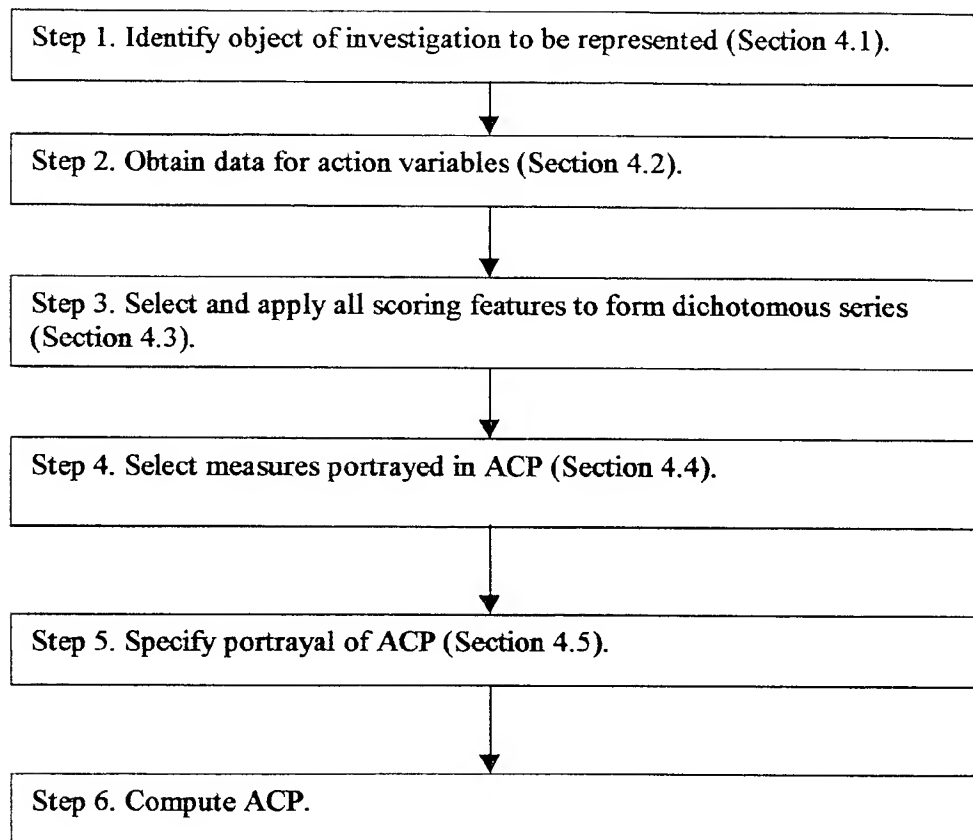 Step 1. Identify object of investigation to be represented (Section 4.1).
Step 2. Obtain data for action variables (Section 4.2).
Step 3. Select and apply all scoring features to form dichotomous series
(Section 4.3).
Step 4. Select measures portrayed in ACP (Section 4.4).
Step 5. Specify portrayal of ACP (Section 4.5).
Step 6. Compute ACP.